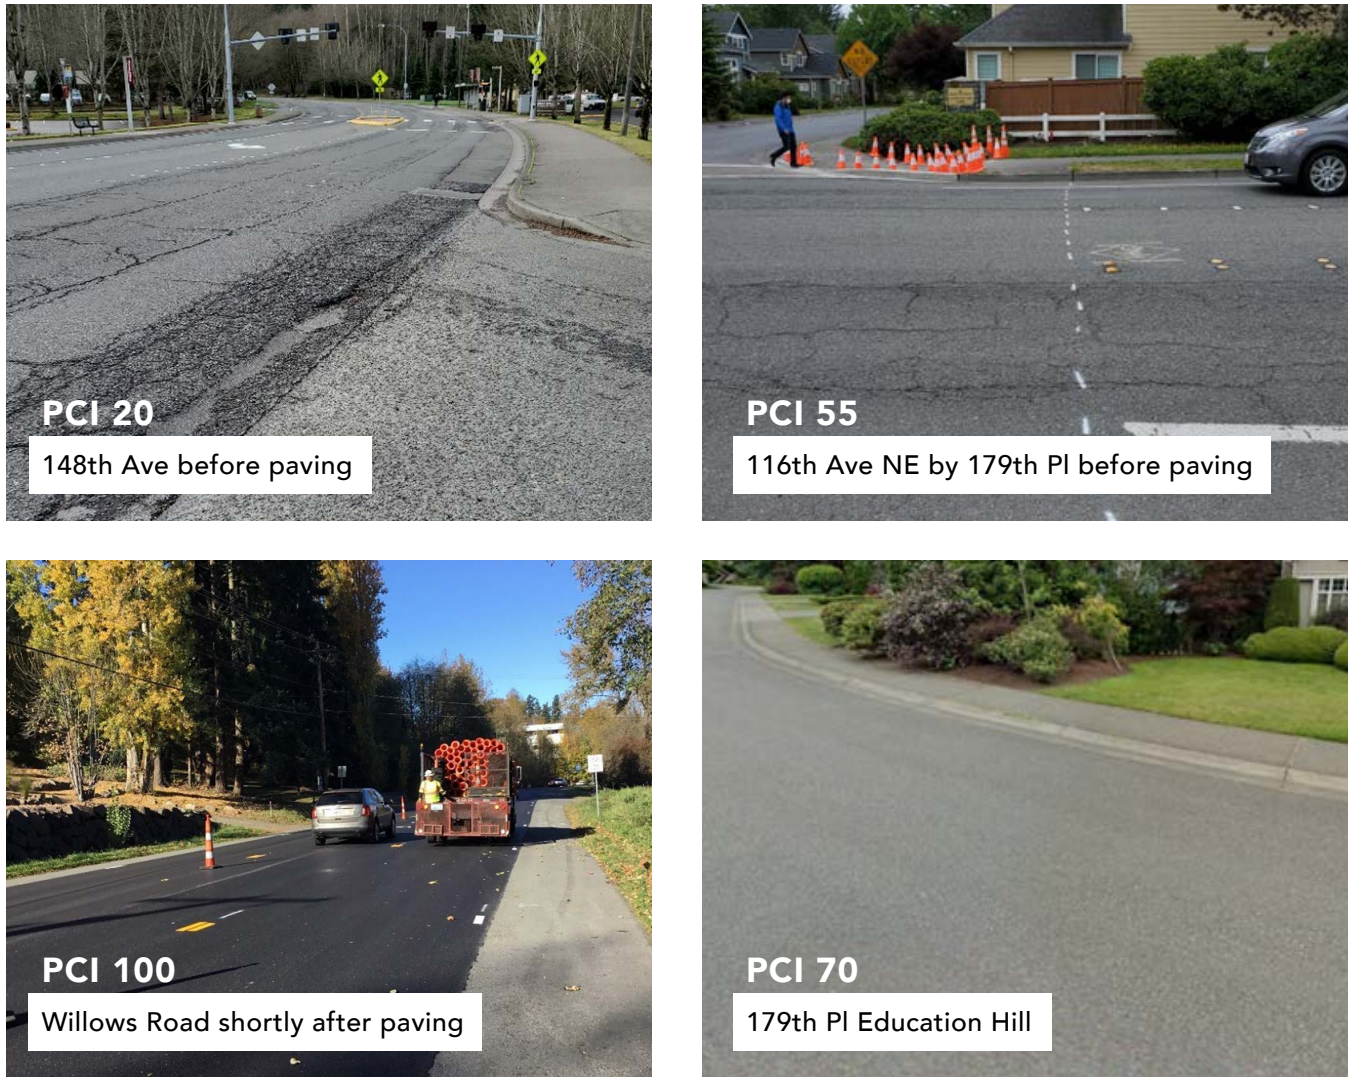 PCI 20
148th Ave before paving
PCI 55
116th Ave NE by 179th Pl before paving
PCI 100
Willows Road shortly after paving
PCI 70
179th Pl Education Hill